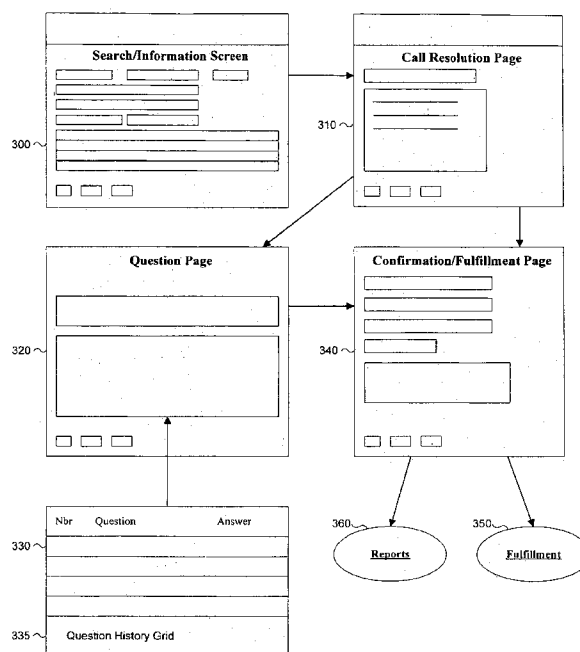 Search/Information Screen
300
Call Resolution Page
310
Question Page
320
Confirmation/Fulfillment Page
340
Nbr Question Answer
330
335
Question History Grid
360
Reports
350
Fulfillment